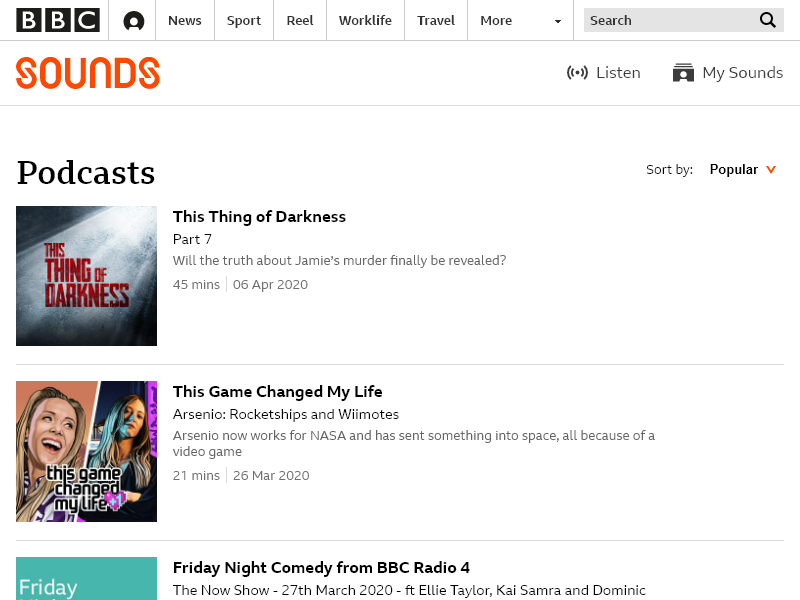 BBC News Sport Reel Worklife Travel More Search
SOUNDS Listen My Sounds
Podcasts Sort by: Popular
THIS
THING OF
DARKNESS
This Thing of Darkness
Part 7
Will the truth about Jamie’s murder finally be revealed?
45 mins 06 Apr 2020
this game
changed
my life
This Game Changed My Life
Arsenio: Rocketships and Wiimotes
Arsenio now works for NASA and has sent something into space, all because of a
video game
21 mins 26 Mar 2020
Friday
Friday Night Comedy from BBC Radio 4
The Now Show - 27th March 2020 - ft Ellie Taylor, Kai Samra and Dominic